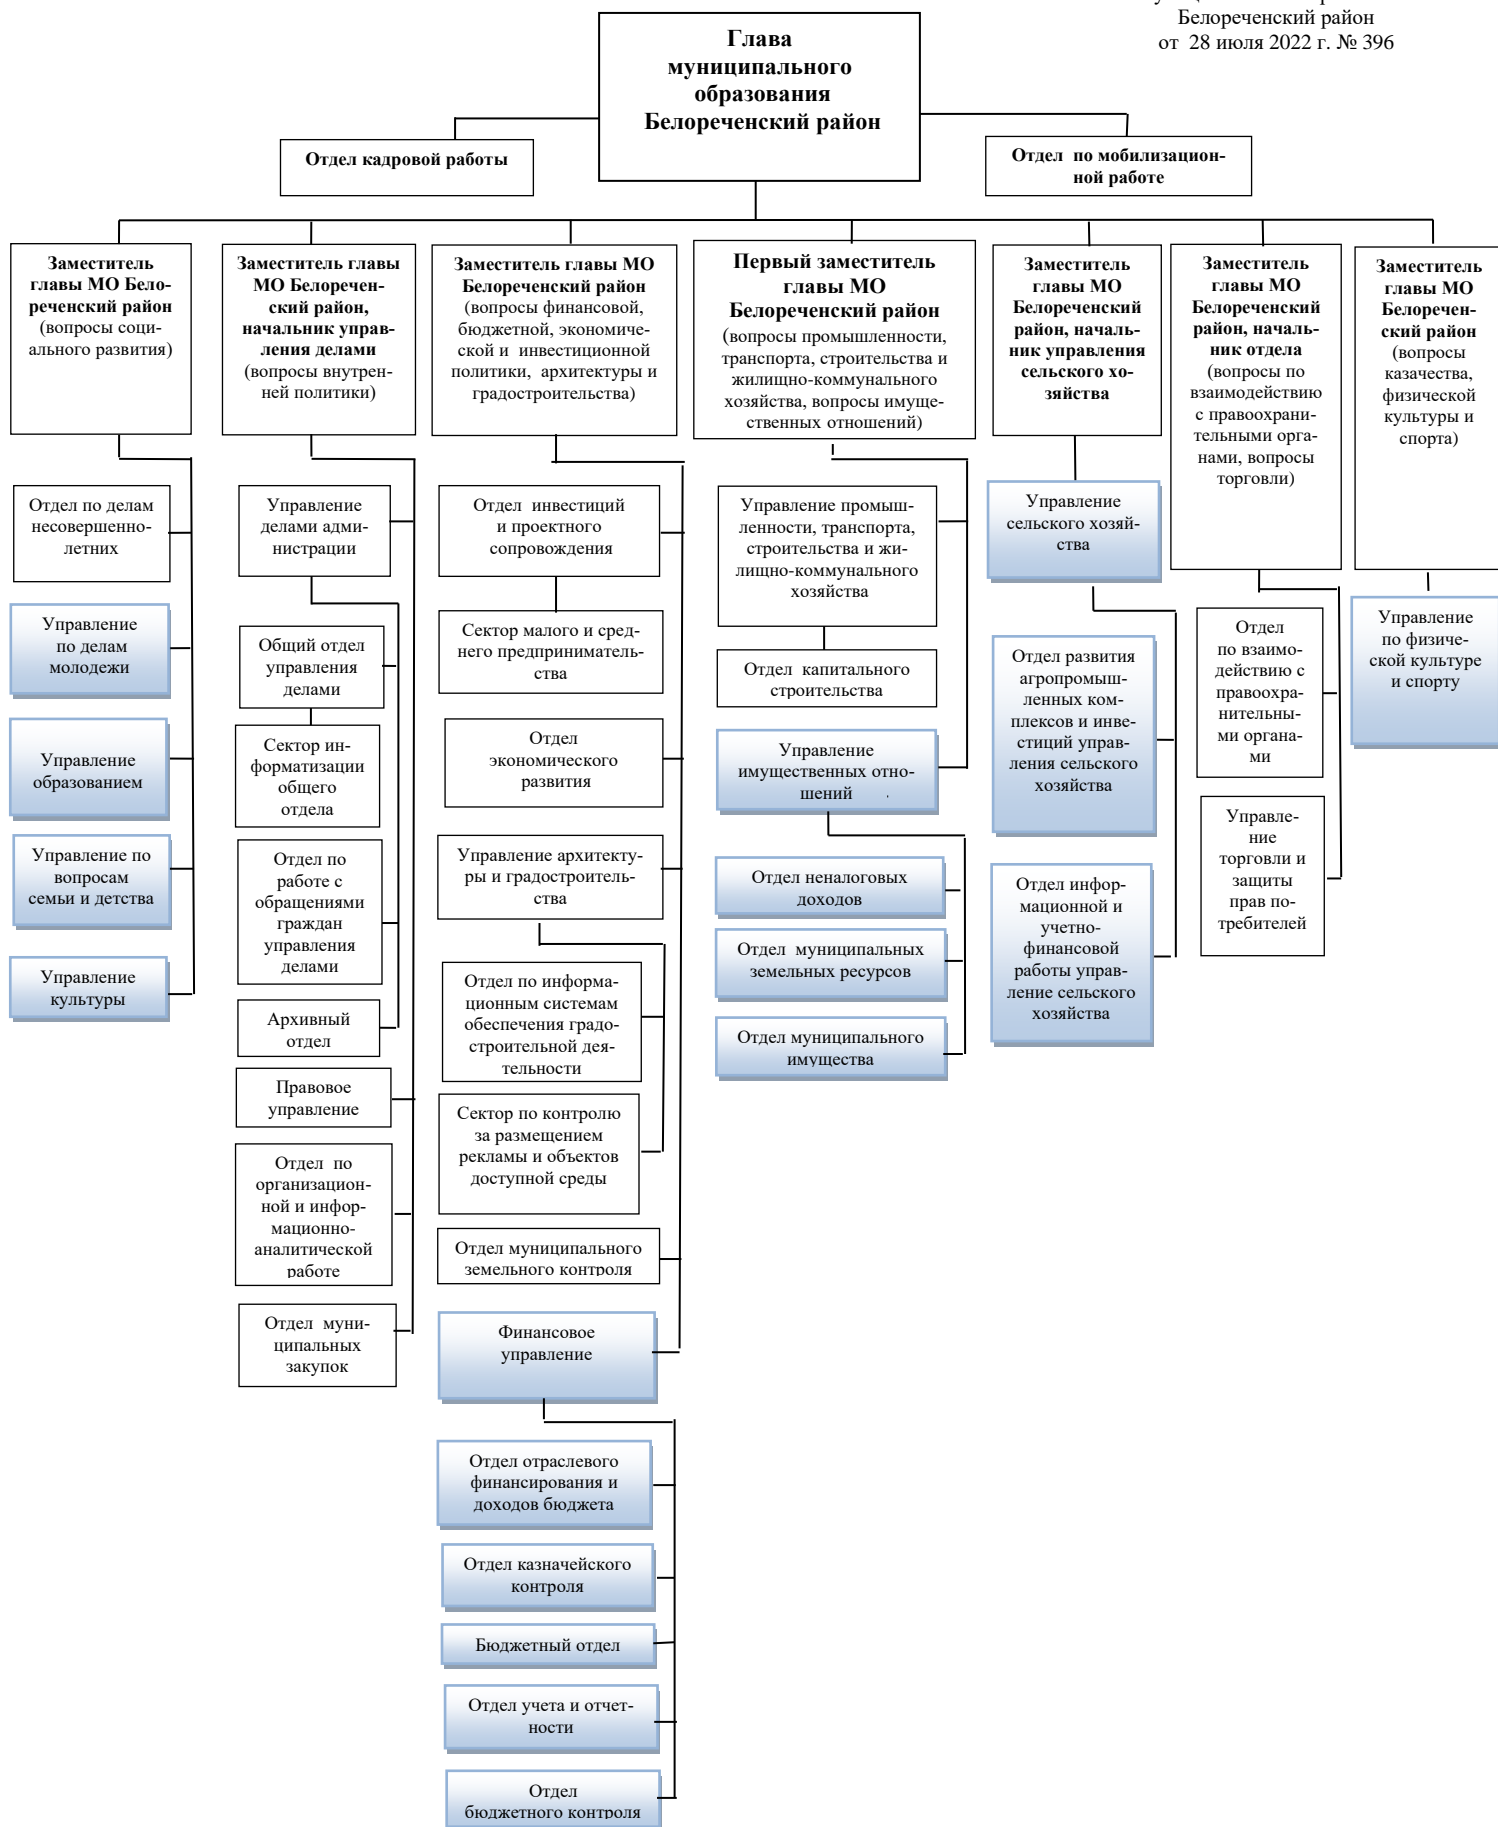 Белореченский район
от 28 июля 2022 г. № 396
Глава
муниципального
образования
Белореченский район
Отдел кадровой работы
Отдел по мобилизацион-
ной работе
Заместитель
главы МО Бело-
реченский район
(вопросы соци-
ального развития)
Заместитель главы
МО Белоречен-
ский район,
начальник управ-
ления делами
(вопросы внутрен-
ней политики)
Заместитель главы МО
Белореченский район
(вопросы финансовой,
бюджетной, экономиче-
ской и инвестиционной
политики, архитектуры и
градостроительства)
Первый заместитель
главы МО
Белореченский район
(вопросы промышленности,
транспорта, строительства и
жилищно-коммунального
хозяйства, вопросы имуще-
ственных отношений)
Заместитель
главы МО
Белореченский
район, началь-
ник управления
сельского хо-
зяйства
Заместитель
главы МО
Белореченский
район, началь-
ник отдела
(вопросы по
взаимодействию
с правоохрани-
тельными орга-
нами, вопросы
торговли)
Заместитель
главы МО
Белоречен-
ский район
(вопросы
казачества,
физической
культуры и
спорта)
Отдел по делам
несовершенно-
летних
Управление
по делам
молодежи
Управление
образованием
Управление по
вопросам
семьи и детства
Управление
культуры
Управление
делами адми-
нистрации
Общий отдел
управления
делами
Сектор ин-
форматизации
общего
отдела
Отдел по
работе с
обращениями
граждан
управления
делами
Архивный
отдел
Правовое
управление
Отдел по
организацион-
ной и инфор-
мационно-
аналитической
работе
Отдел муни-
ципальных
закупок
Отдел инвестиций
и проектного
сопровождения
Сектор малого и сред-
него предприниматель-
ства
Отдел
экономического
развития
Управление архитекту-
ры и градостроитель-
ства
Отдел по информа-
ционным системам
обеспечения градо-
строительной дея-
тельности
Сектор по контролю
за размещением
рекламы и объектов
доступной среды
Отдел муниципального
земельного контроля
Финансовое
управление
Отдел отраслевого
финансирования и
доходов бюджета
Отдел казначейского
контроля
Бюджетный отдел
Отдел учета и отчет-
ности
Отдел
бюджетного контроля
Управление промыш-
ленности, транспорта,
строительства и жи-
лищно-коммунального
хозяйства
Отдел капитального
строительства
Управление
имущественных отно-
шений .
Отдел неналоговых
доходов
Отдел муниципальных
земельных ресурсов
Отдел муниципального
имущества
Управление
сельского хозяй-
ства
Отдел развития
агропромыш-
ленных ком-
плексов и инве-
стиций управ-
ления сельского
хозяйства
Отдел инфор-
мационной и
учетно-
финансовой
работы управ-
ление сельского
хозяйства
Отдел
по взаимо-
действию с
правоохра-
нительны-
ми органа-
ми
Управле-
ние
торговли и
защиты
прав по-
требителей
Управление
по физиче-
ской культуре
и спорту